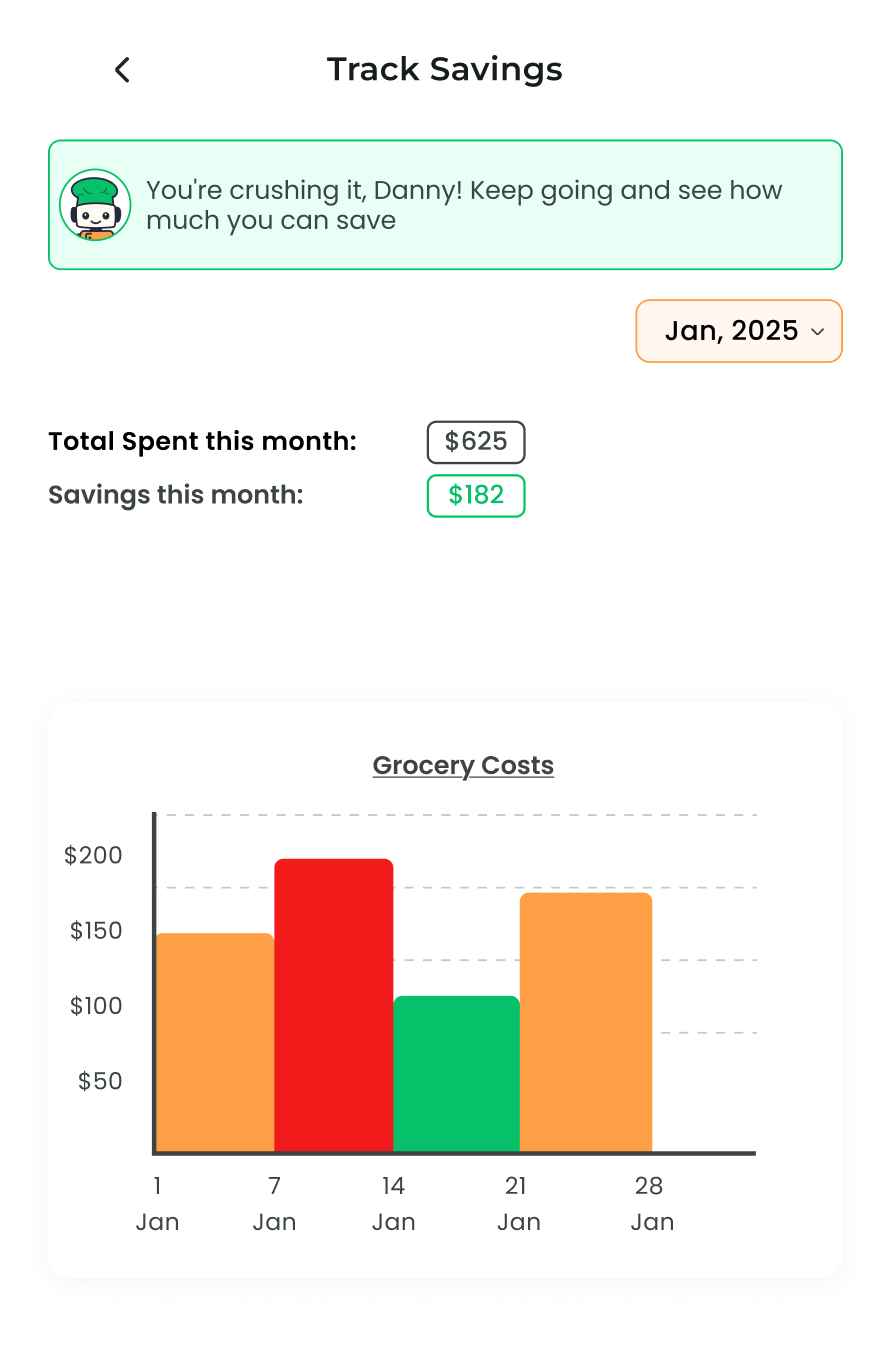 Track Savings
You're crushing it, Danny! Keep going and see how
much you can save
Jan, 2025
Total Spent this month: $625
Savings this month: $182
Grocery Costs
$200
$150
$100
$50
1 7 14 21 28
Jan Jan Jan Jan Jan